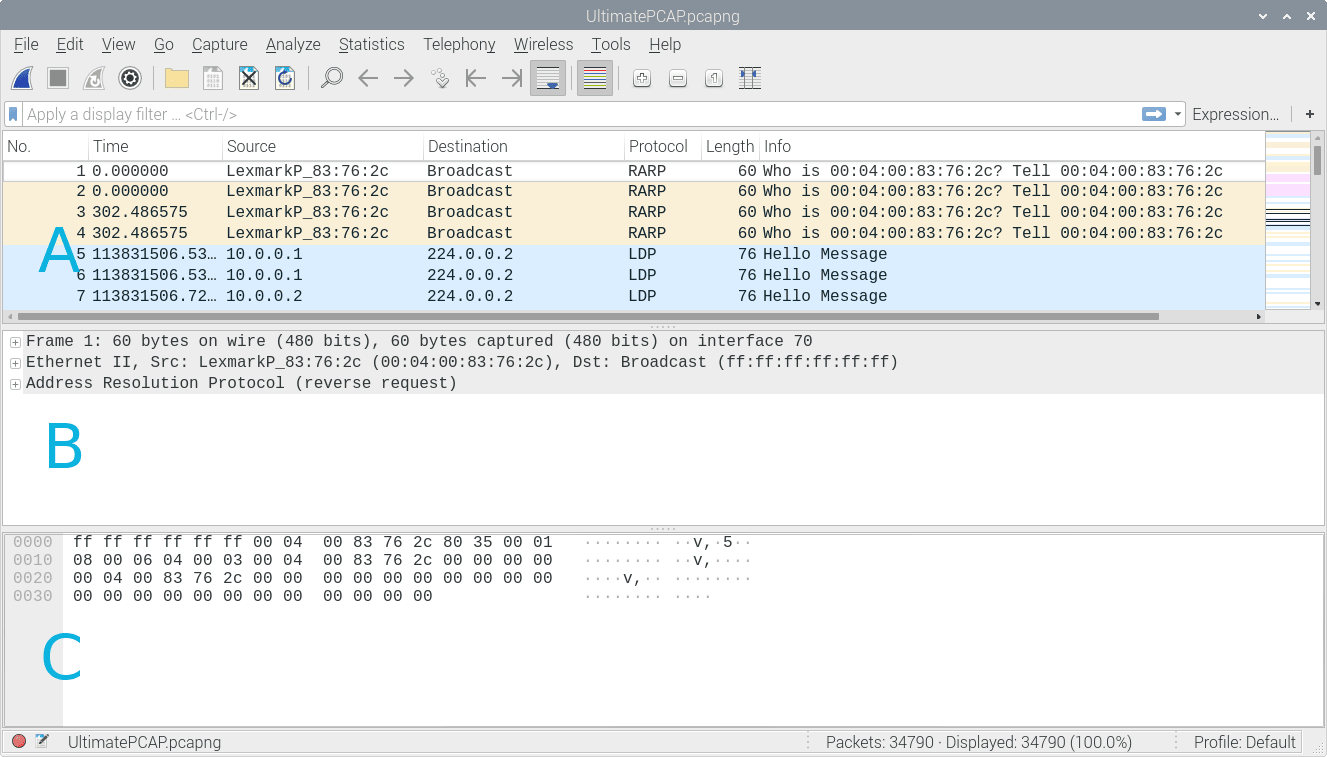 UltimatePCAP.pcapng
File Edit View Go Capture Analyze Statistics Telephony Wireless Tools Help
Apply a display filter ... <Ctrl-/> Expression... +
No. Time Source Destination Protocol Length Info
1 0.000000 LexmarkP_83:76:2c Broadcast RARP 60 Who is 00:04:00:83:76:2c? Tell 00:04:00:83:76:2c
2 0.000000 LexmarkP_83:76:2c Broadcast RARP 60 Who is 00:04:00:83:76:2c? Tell 00:04:00:83:76:2c
3 302.486575 LexmarkP_83:76:2c Broadcast RARP 60 Who is 00:04:00:83:76:2c? Tell 00:04:00:83:76:2c
4 302.486575 LexmarkP_83:76:2c Broadcast RARP 60 Who is 00:04:00:83:76:2c? Tell 00:04:00:83:76:2c
A
5 113831506.53... 10.0.0.1 224.0.0.2 LDP 76 Hello Message
6 113831506.53... 10.0.0.1 224.0.0.2 LDP 76 Hello Message
7 113831506.72... 10.0.0.2 224.0.0.2 LDP 76 Hello Message
Frame 1: 60 bytes on wire (480 bits), 60 bytes captured (480 bits) on interface 70
Ethernet II, Src: LexmarkP_83:76:2c (00:04:00:83:76:2c), Dst: Broadcast (ff:ff:ff:ff:ff:ff)
Address Resolution Protocol (reverse request)
B
0000 ff ff ff ff ff ff 00 04 00 83 76 2c 80 35 00 01 ········ ··v,·5··
0010 08 00 06 04 00 03 00 04 00 83 76 2c 00 00 00 00 ········ ··v,····
0020 00 04 00 83 76 2c 00 00 00 00 00 00 00 00 00 00 ····v,·· ········
0030 00 00 00 00 00 00 00 00 00 00 00 00 ········ ····
C
UltimatePCAP.pcapng Packets: 34790 · Displayed: 34790 (100.0%) Profile: Default